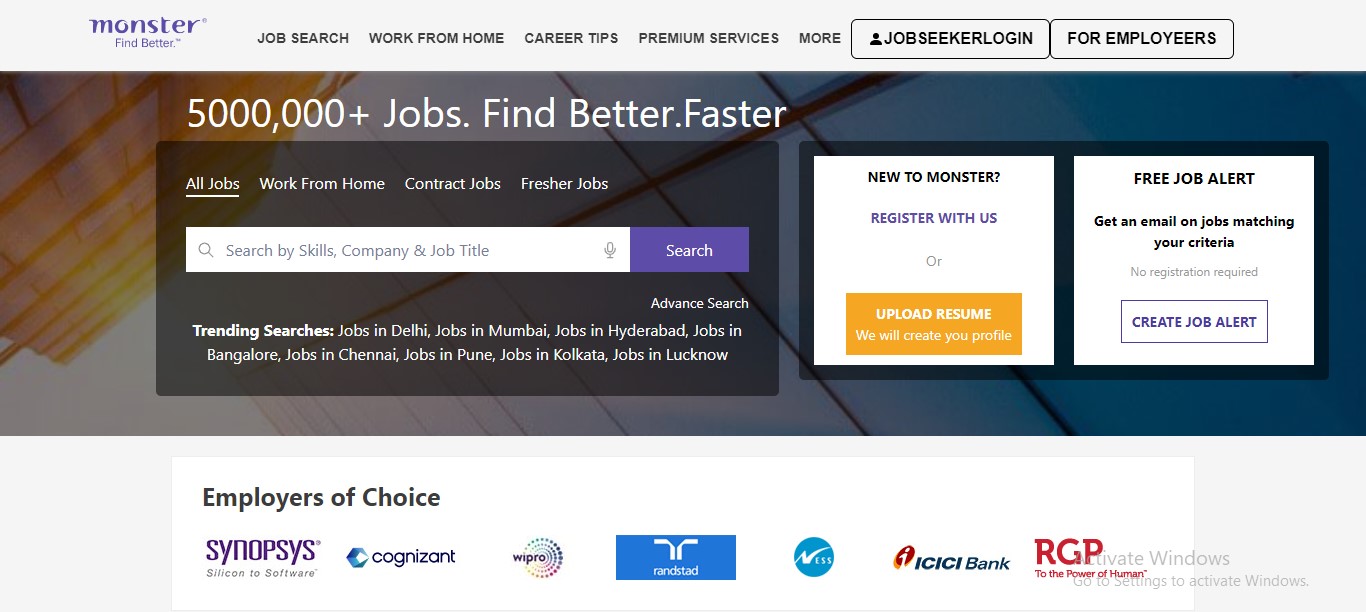 monster®
Find Better.™
JOB SEARCH WORK FROM HOME CAREER TIPS PREMIUM SERVICES MORE JOBSEEKERLOGIN FOR EMPLOYEERS
5000,000+ Jobs. Find Better.Faster
All Jobs Work From Home Contract Jobs Fresher Jobs
Search by Skills, Company & Job Title Search
Advance Search
Trending Searches: Jobs in Delhi, Jobs in Mumbai, Jobs in Hyderabad, Jobs in
Bangalore, Jobs in Chennai, Jobs in Pune, Jobs in Kolkata, Jobs in Lucknow
NEW TO MONSTER?
REGISTER WITH US
Or
UPLOAD RESUME
We will create you profile
FREE JOB ALERT
Get an email on jobs matching
your criteria
No registration required
CREATE JOB ALERT
Employers of Choice
SYNOPSYS®
Silicon to Software™
cognizant
wipro
randstad
NESS
ICICI Bank
RGP
To the Power of Human™
Activate Windows
Go to Settings to activate Windows.